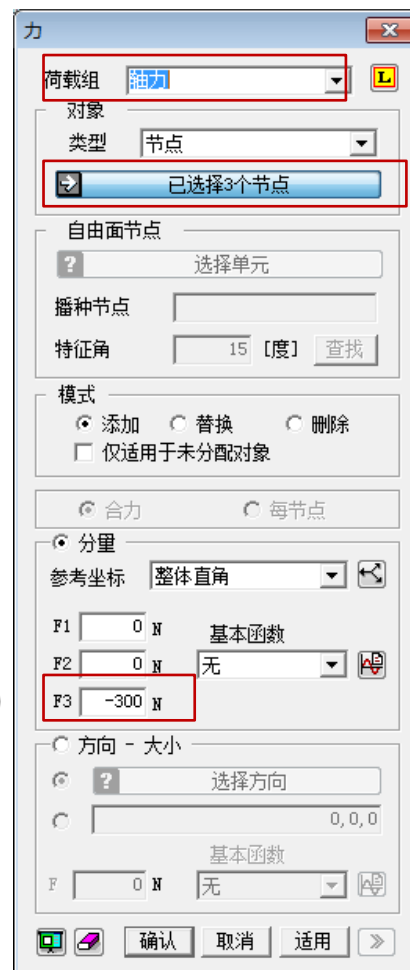 力
荷载组 轴力 L
对象
类型 节点
已选择3个节点
自由面节点
? 选择单元
播种节点
特征角 15 [度] 查找
模式
添加 替换 删除
仅适用于未分配对象
合力 每节点
分量
参考坐标 整体直角
F1 0 N 基本函数
F2 0 N 无
F3 -300 N
方向 - 大小
? 选择方向
0,0,0
基本函数
F 0 N 无
确认 取消 适用 >>